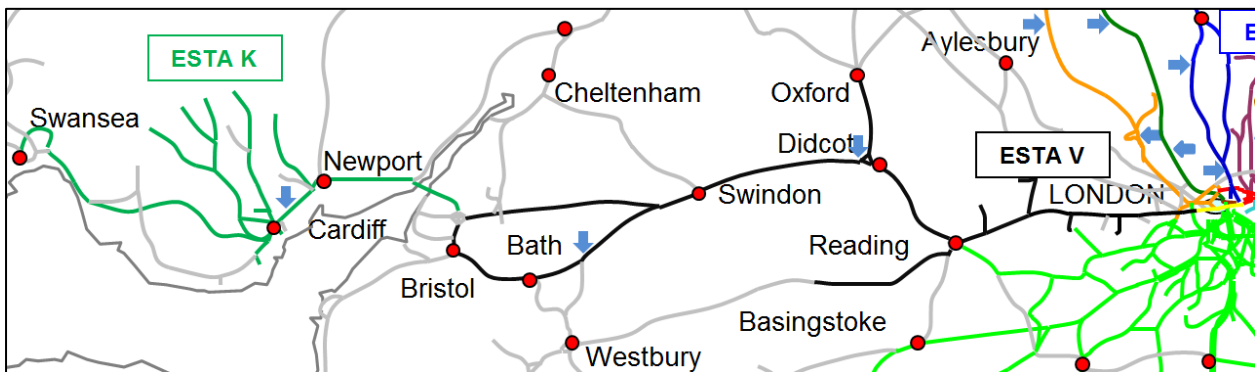 ESTA K
Aylesbury
E
Cheltenham
Oxford
Swansea
Didcot
Newport
ESTA V
Swindon
LONDON
Cardiff
Bath
Reading
Bristol
Basingstoke
Westbury